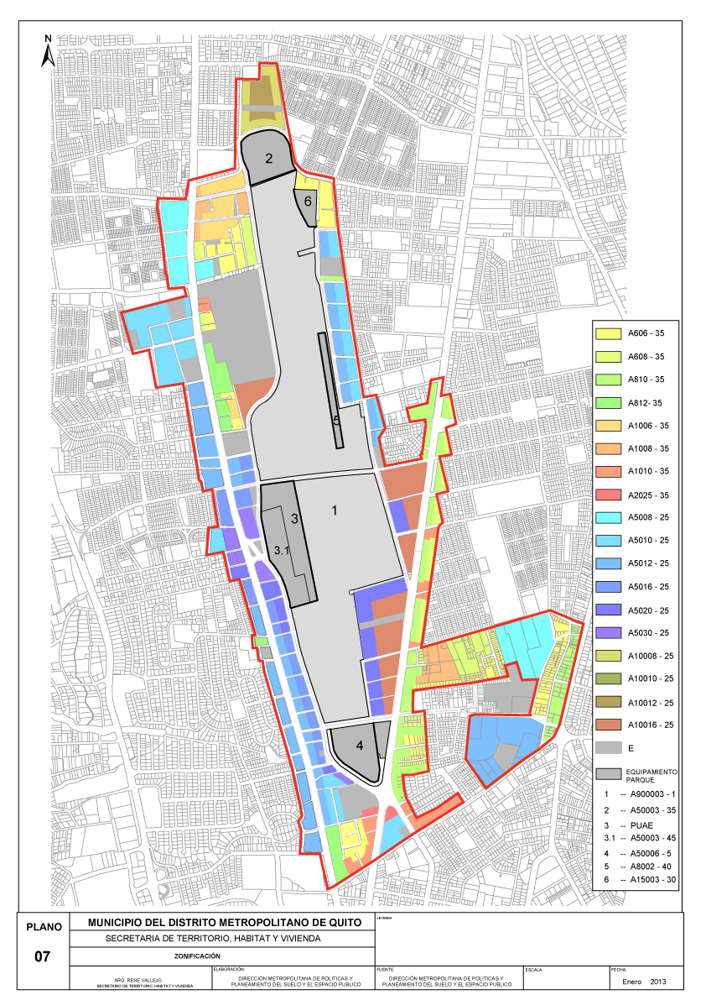 N
2
6
5
1
3
3.1
4
A606 - 35
A608 - 35
A810 - 35
A812- 35
A1006 - 35
A1008 - 35
A1010 - 35
A2025 - 35
A5008 - 25
A5010 - 25
A5012 - 25
A5016 - 25
A5020 - 25
A5030 - 25
A10008 - 25
A10010 - 25
A10012 - 25
A10016 - 25
E
EQUIPAMIENTO
PARQUE
1 -- A900003 - 1
2 -- A50003 - 35
3 -- PUAE
3.1 -- A50003 - 45
4 -- A50006 - 5
5 -- A8002 - 40
6 -- A15003 - 30
PLANO
07
MUNICIPIO DEL DISTRITO METROPOLITANO DE QUITO
SECRETARIA DE TERRITORIO, HABITAT Y VIVIENDA
ZONIFICACIÓN
ARQ. RENE VALLEJO
SECRETARIO DE TERRITORIO, HABITAT Y VIVIENDA
ELABORACIÓN:
DIRECCIÓN METROPOLITANA DE POLITICAS Y
PLANEAMIENTO DEL SUELO Y EL ESPACIO PUBLICO
LEYENDA
FUENTE:
DIRECCIÓN METROPOLITANA DE POLITICAS Y
PLANEAMIENTO DEL SUELO Y EL ESPACIO PUBLICO
ESCALA:
FECHA:
Enero 2013